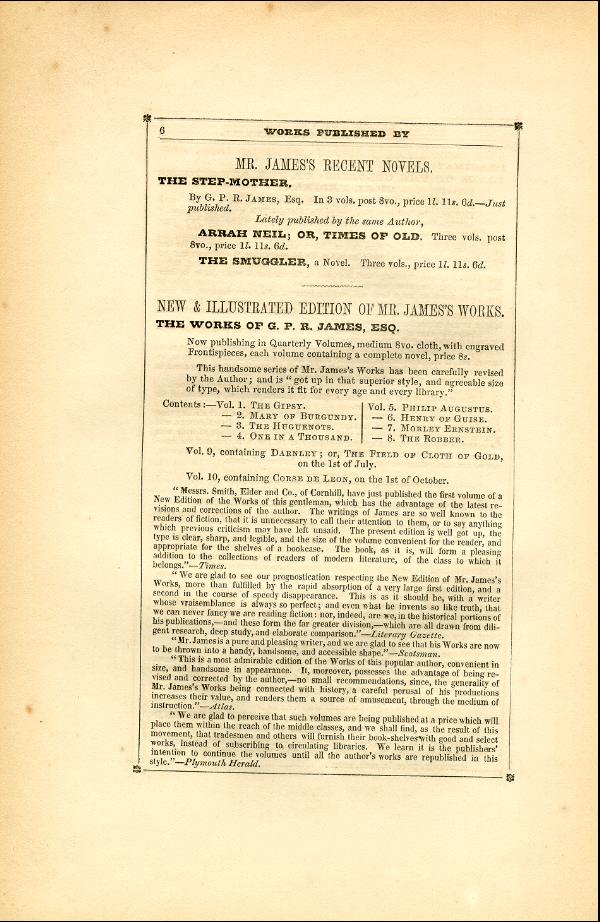 6
WORKS PUBLISHED BY
MR. JAMES'S RECENT NOVELS.
THE STEP-MOTHER.
By G. P. R. James, Esq. In 3 vols. post 8vo., price 1l. 11s. 6d.—Just
published.
Lately published by the same Author,
ARRAH NEIL; OR, TIMES OF OLD. Three vols. post
8vo., price 1l. 11s. 6d.
THE SMUGGLER, a Novel. Three vols., price 1l. 11s. 6d.
NEW & ILLUSTRATED EDITION OF MR. JAMES'S WORKS.
THE WORKS OF G. P. R. JAMES, ESQ.
Now publishing in Quarterly Volumes, medium 8vo. cloth, with engraved
Frontispieces, each volume containing a complete novel, price 8s.
This handsome series of Mr. James's Works has been carefully revised
by the Author; and is "got up in that superior style, and agreeable size
of type, which renders it fit for every age and every library."
Contents:—Vol. 1. The Gipsy.
— 2. Mary of Burgundy.
— 3. The Huguenots.
— 4. One in a Thousand.
Vol. 5. Philip Augustus.
— 6. Henry of Guise.
— 7. Morley Ernstein.
— 8. The Robber.
Vol. 9, containing Darnley; or, The Field of Cloth of Gold,
on the 1st of July.
Vol. 10, containing Corse de Leon, on the 1st of October.
"Messrs. Smith, Elder and Co., of Cornhill, have just published the first volume of a
New Edition of the Works of this gentleman, which has the advantage of the latest re-
visions and corrections of the author. The writings of James are so well known to the
readers of fiction, that it is unnecessary to call their attention to them, or to say anything
which previous criticism may have left unsaid. The present edition is well got up, the
type is clear, sharp, and legible, and the size of the volume convenient for the reader, and
appropriate for the shelves of a bookcase. The book, as it is, will form a pleasing
addition to the collections of readers of modern literature, of the class to which it
belongs."—Times.
"We are glad to see our prognostication respecting the New Edition of Mr. James's
Works, more than fulfilled by the rapid absorption of a very large first edition, and a
second in the course of speedy disappearance. This is as it should be, with a writer
whose vraisemblance is always so perfect; and even what he invents so like truth, that
we can never fancy we are reading fiction: nor, indeed, are we, in the historical portions of
his publications,—and these form the far greater division,—which are all drawn from dili-
gent research, deep study, and elaborate comparison."—Literary Gazette.
"Mr. James is a pure and pleasing writer, and we are glad to see that his Works are now
to be thrown into a handy, handsome, and accessible shape."—Scotsman.
"This is a most admirable edition of the Works of this popular author, convenient in
size, and handsome in appearance. It, moreover, possesses the advantage of being re-
vised and corrected by the author,—no small recommendations, since, the generality of
Mr. James's Works being connected with history, a careful perusal of his productions
increases their value, and renders them a source of amusement, through the medium of
instruction."—Atlas.
"We are glad to perceive that such volumes are being published at a price which will
place them within the reach of the middle classes, and we shall find, as the result of this
movement, that tradesmen and others will furnish their book-shelves with good and select
works, instead of subscribing to circulating libraries. We learn it is the publishers'
intention to continue the volumes until all the author's works are republished in this
style."—Plymouth Herald.